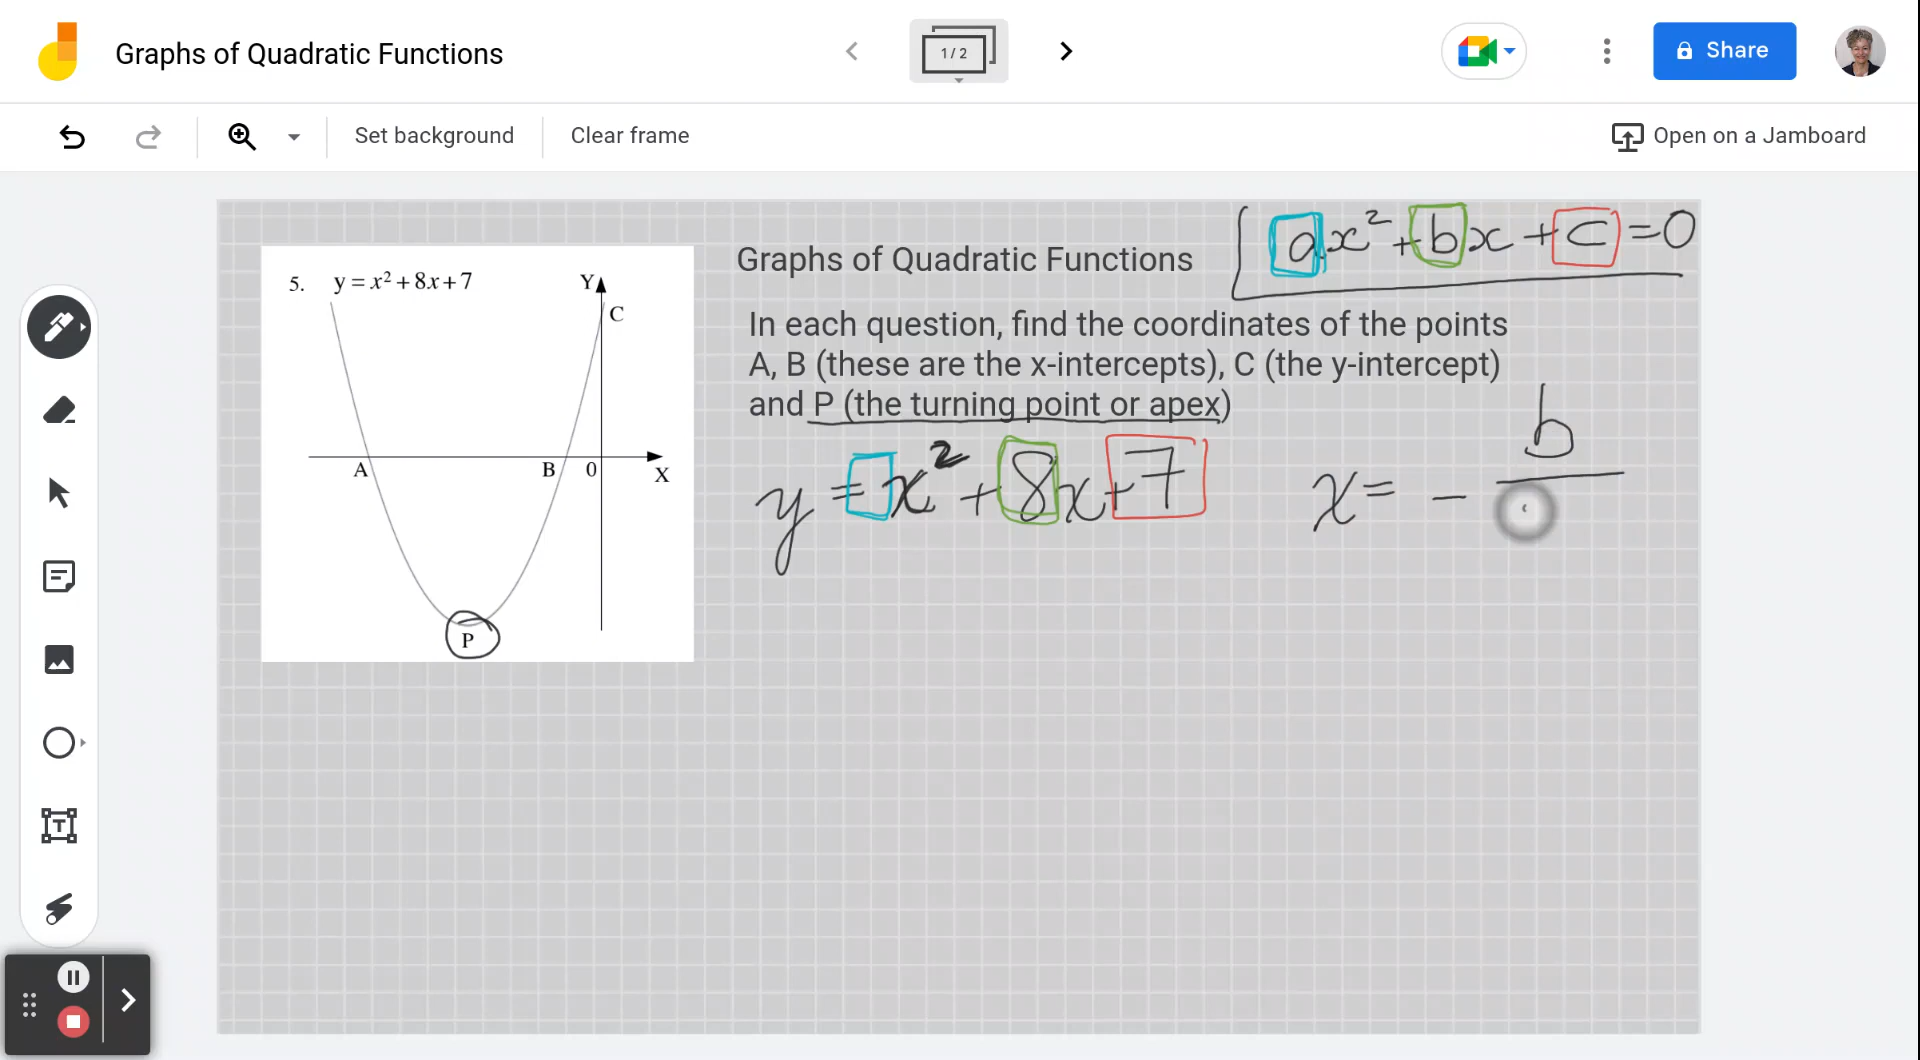 Graphs of Quadratic Functions
1 / 2
Share
Set background
Clear frame
Open on a Jamboard
5. y = x² + 8x + 7
Y
C
A
B
0
X
P
Graphs of Quadratic Functions
ax² + bx + c = 0
In each question, find the coordinates of the points
A, B (these are the x-intercepts), C (the y-intercept)
and P (the turning point or apex)
y = x² + 8x + 7
x = - b